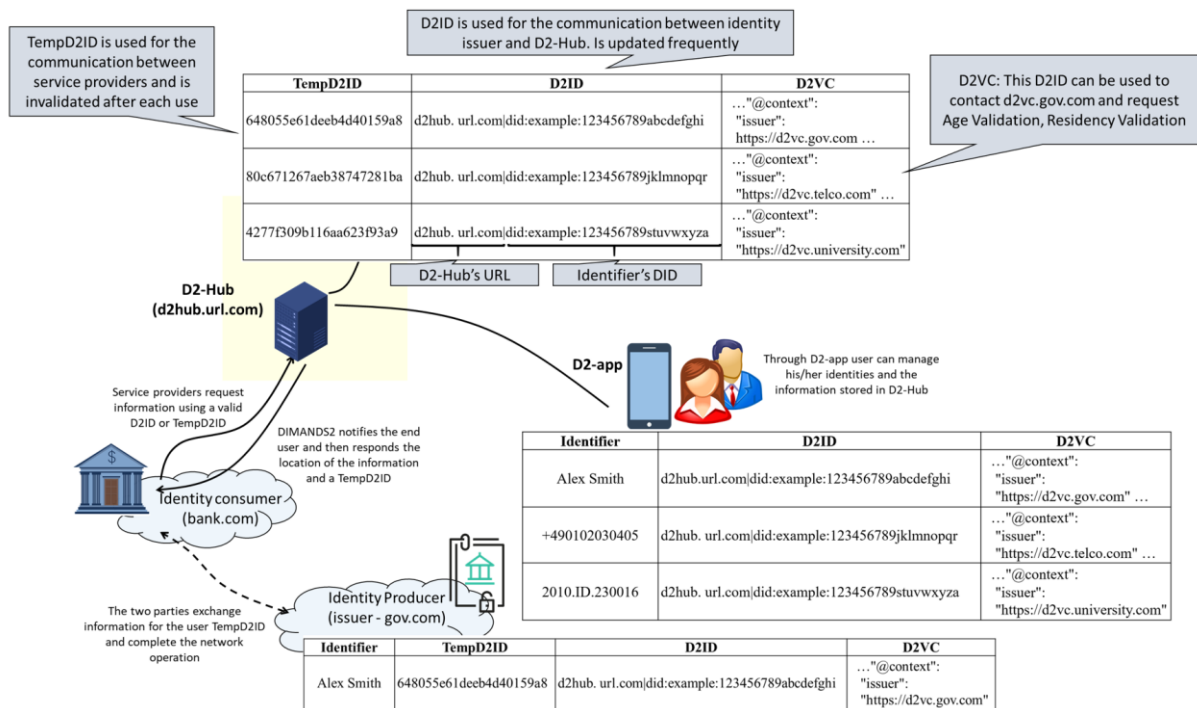 D2ID is used for the communication between identity
issuer and D2-Hub. Is updated frequently
TempD2ID is used for the
communication between
service providers and is
invalidated after each use
D2VC: This D2ID can be used to
contact d2vc.gov.com and request
Age Validation, Residency Validation
TempD2ID D2ID D2VC
648055e61deeb4d40159a8 d2hub. url.com|did:example:123456789abcdefghi …"@context":
"issuer":
https://d2vc.gov.com …
80c671267aeb38747281ba d2hub. url.com|did:example:123456789jklmnopqr …"@context":
"issuer":
"https://d2vc.telco.com" …
4277f309b116aa623f93a9 d2hub. url.com|did:example:123456789stuvwxyza …"@context":
"issuer":
"https://d2vc.university.com"
D2-Hub's URL
Identifier's DID
D2-Hub
(d2hub.url.com)
D2-app
Through D2-app user can manage
his/her identities and the
information stored in D2-Hub
Service providers request
information using a valid
D2ID or TempD2ID
DIMANDS2 notifies the end
user and then responds the
location of the information
and a TempD2ID
$
Identity consumer
(bank.com)
Identifier D2ID D2VC
Alex Smith d2hub.url.com|did:example:123456789abcdefghi …"@context":
"issuer":
"https://d2vc.gov.com" …
+490102030405 d2hub. url.com|did:example:123456789jklmnopqr …"@context":
"issuer":
"https://d2vc.telco.com" …
2010.ID.230016 d2hub. url.com|did:example:123456789stuvwxyza …"@context":
"issuer":
"https://d2vc.university.com"
Identity Producer
(issuer - gov.com)
The two parties exchange
information for the user TempD2ID
and complete the network
operation
Identifier TempD2ID D2ID D2VC
Alex Smith 648055e61deeb4d40159a8 d2hub. url.com|did:example:123456789abcdefghi …"@context":
"issuer":
"https://d2vc.gov.com"